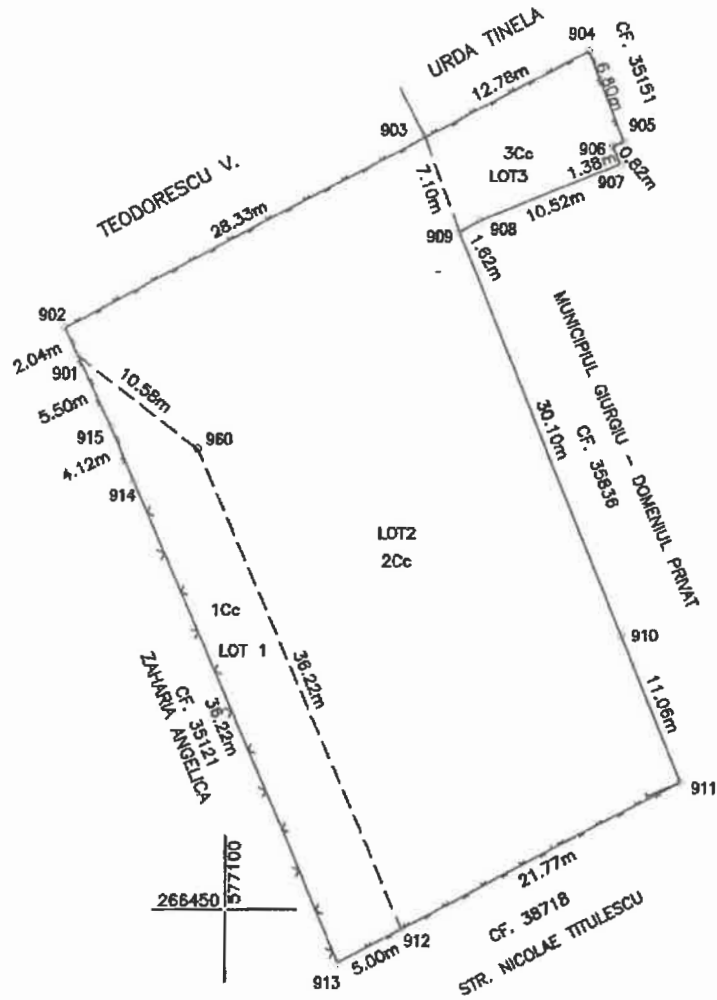 904
URDA TINELA
CF. 35151
12.78m
6.80m
903
905
3Cc
906
0.82m
LOT3
1.38
907
7.10m
10.52m
TEODORESCU V.
28.33m
909
908
1.62m
902
2.04m
901
10.58m
5.50m
960
915
4.12m
914
MUNICIPIUL GIURGIU - DOMENIUL PRIVAT
CF. 35836
30.10m
LOT2
2Cc
1Cc
LOT 1
36.22m
910
ZAHARIA ANGELICA
CF. 35121
36.22m
11.06m
911
577100
266450
21.77m
912
CF. 38718
5.00m
913
STR. NICOLAE TITULESCU